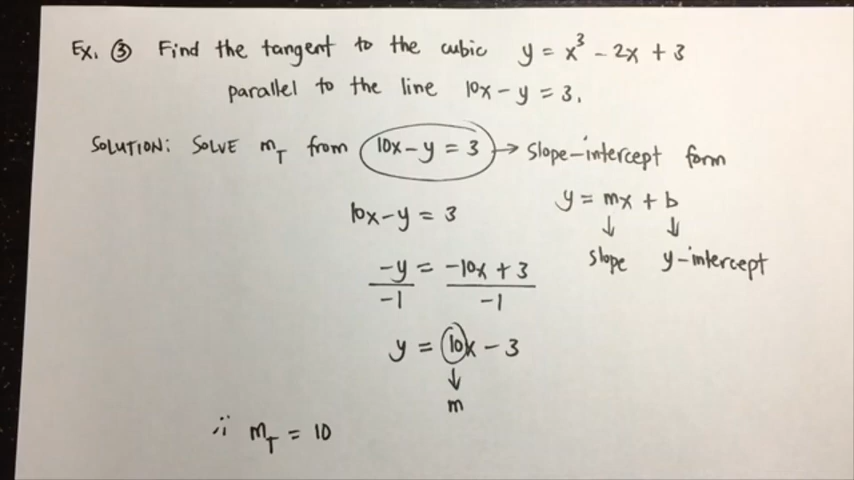 Ex. ③ Find the tangent to the cubic y = x³ - 2x + 3
parallel to the line 10x - y = 3.
SOLUTION: SOLVE m_T from 10x - y = 3 → slope-intercept form
y = mx + b
↓ ↓
slope y-intercept
10x - y = 3
-y = -10x + 3
-1 -1
y = 10x - 3
↓
m
∴ m_T = 10